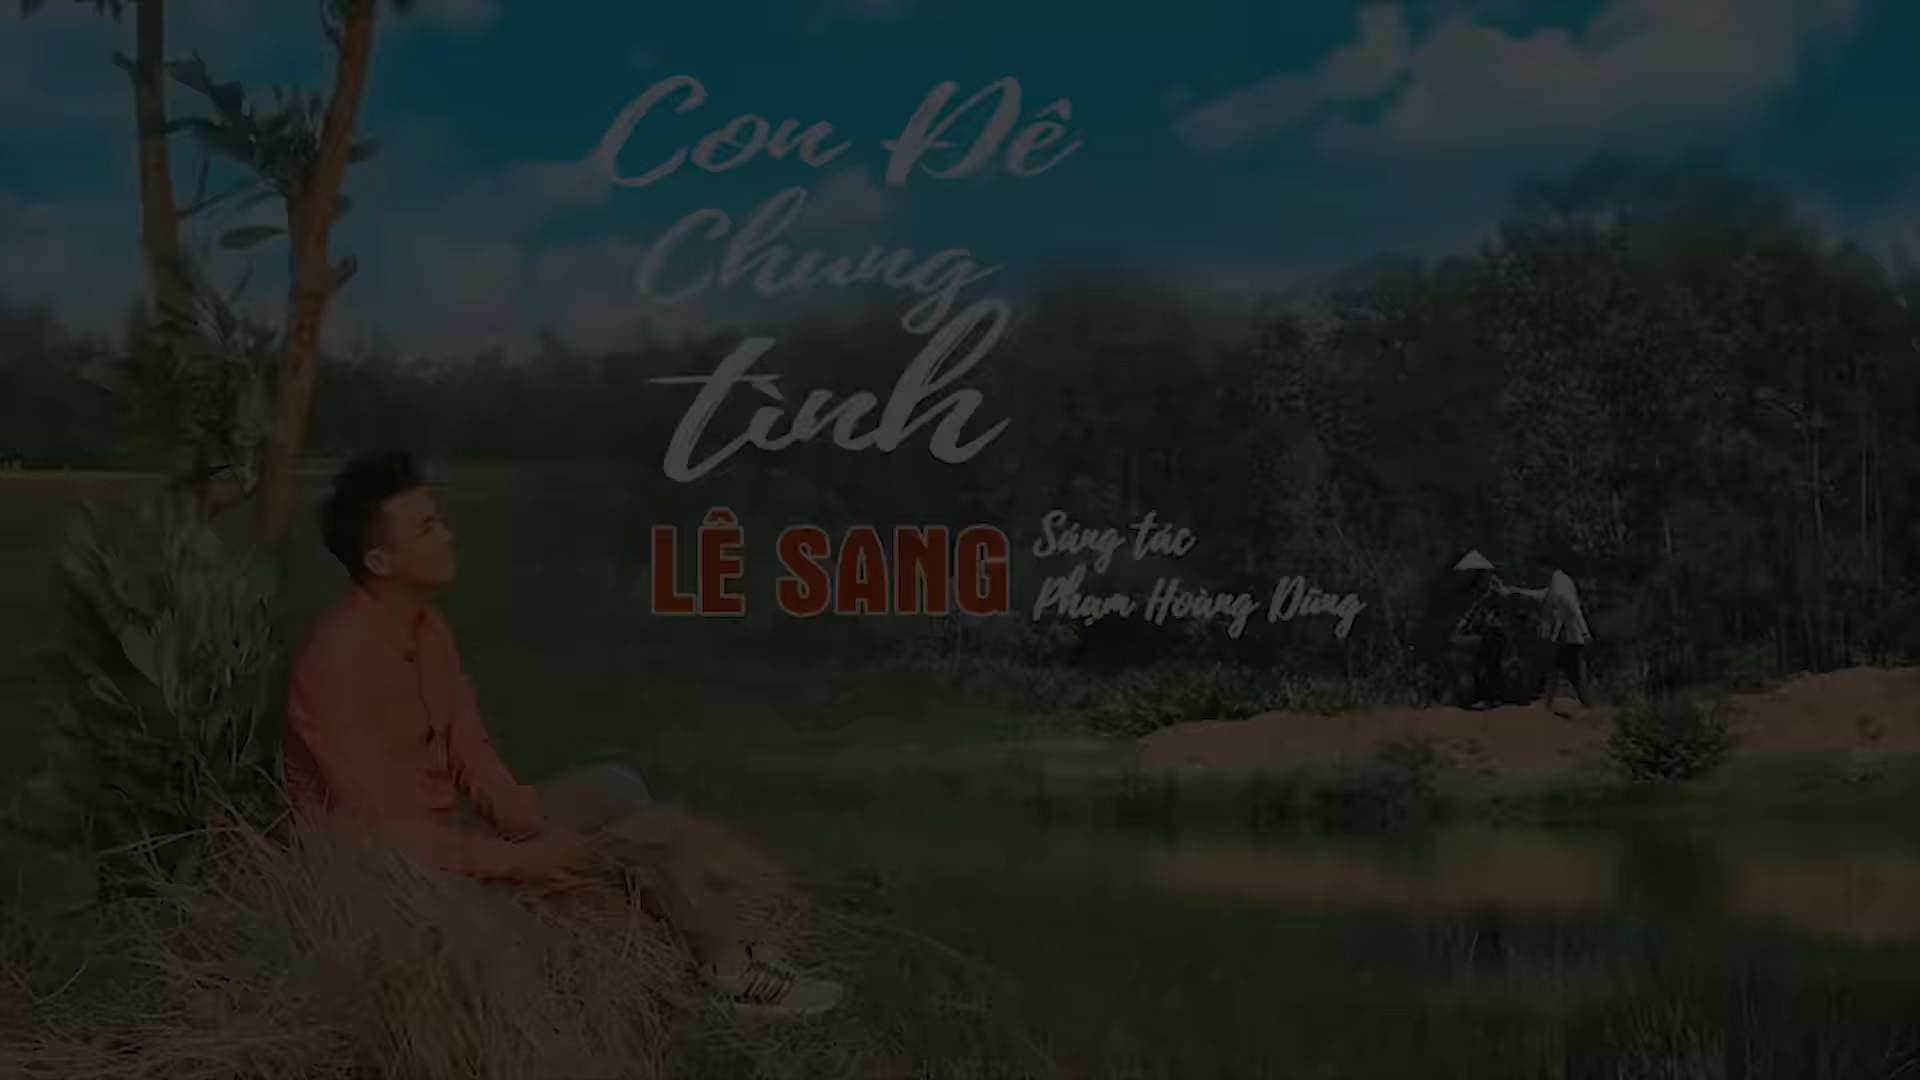 Con Đê
Chung
tình
LÊ SANG
Sáng tác
Phạm Hoàng Dũng